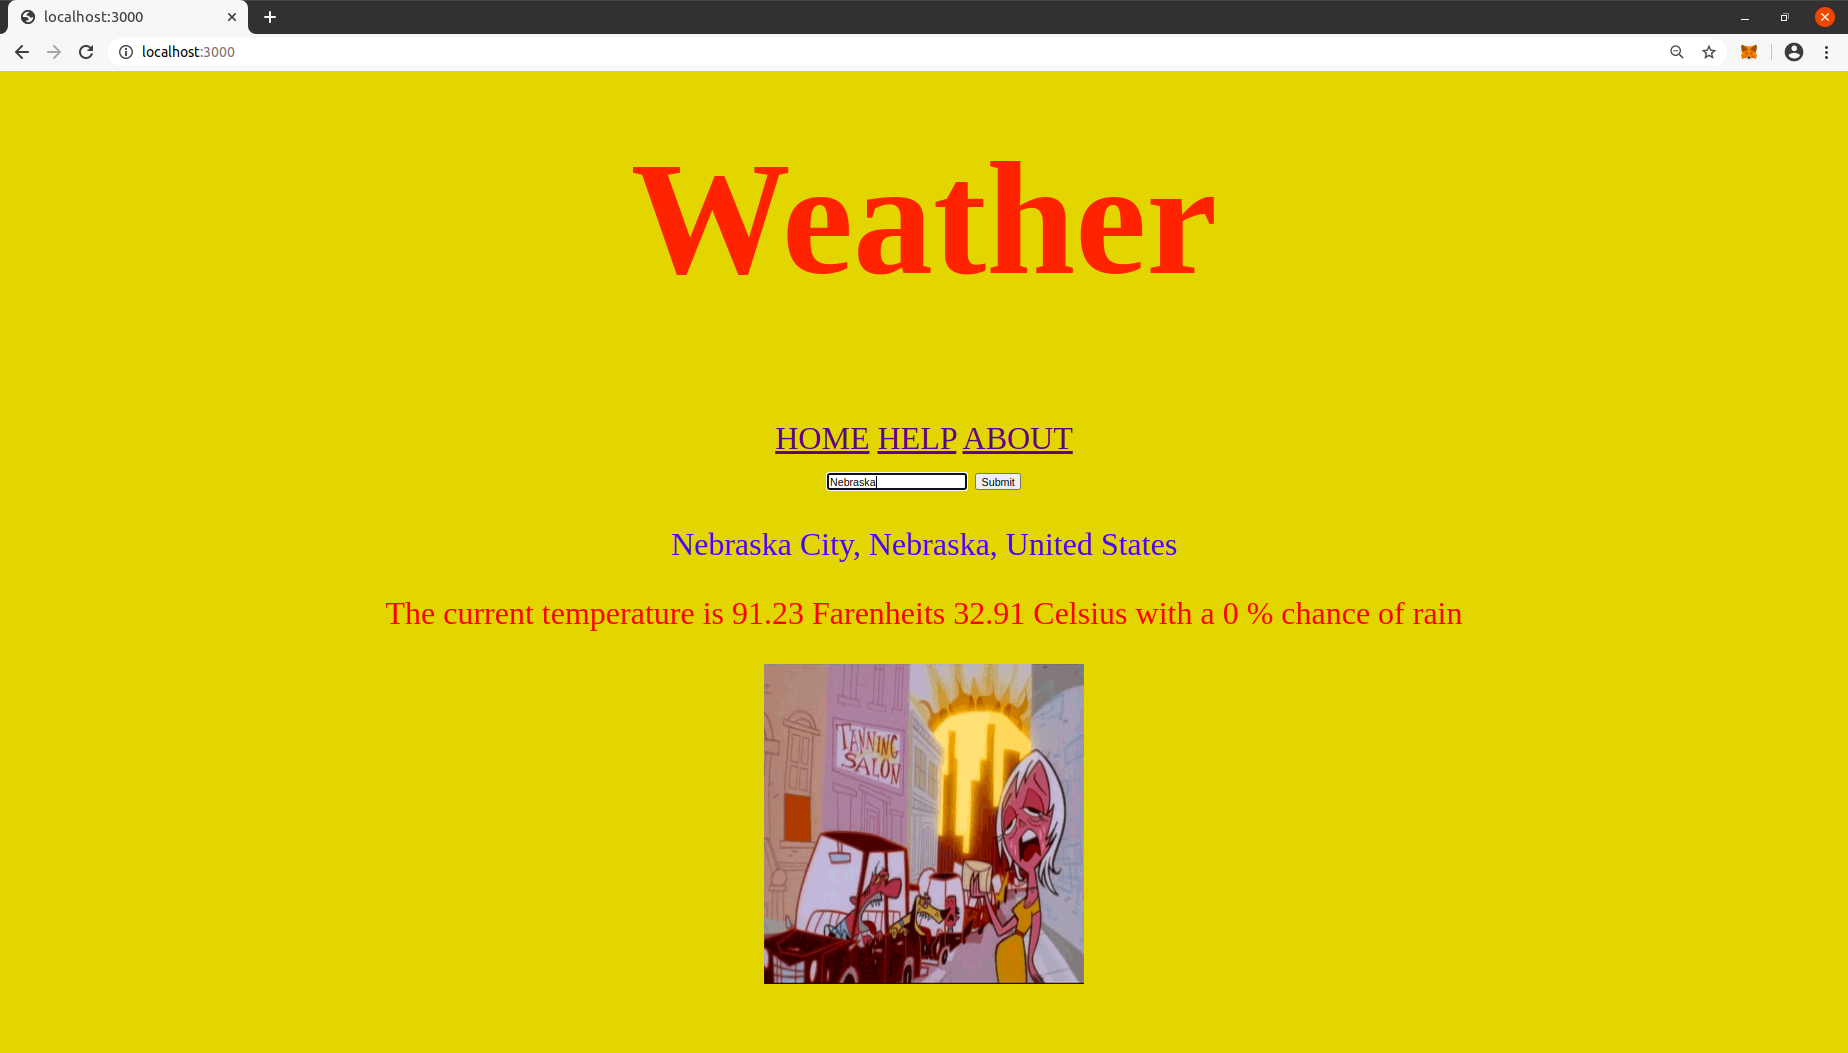 localhost:3000
localhost:3000
Weather
HOME HELP ABOUT
Nebraska Submit
Nebraska City, Nebraska, United States
The current temperature is 91.23 Farenheits 32.91 Celsius with a 0 % chance of rain
TANNING
SALON